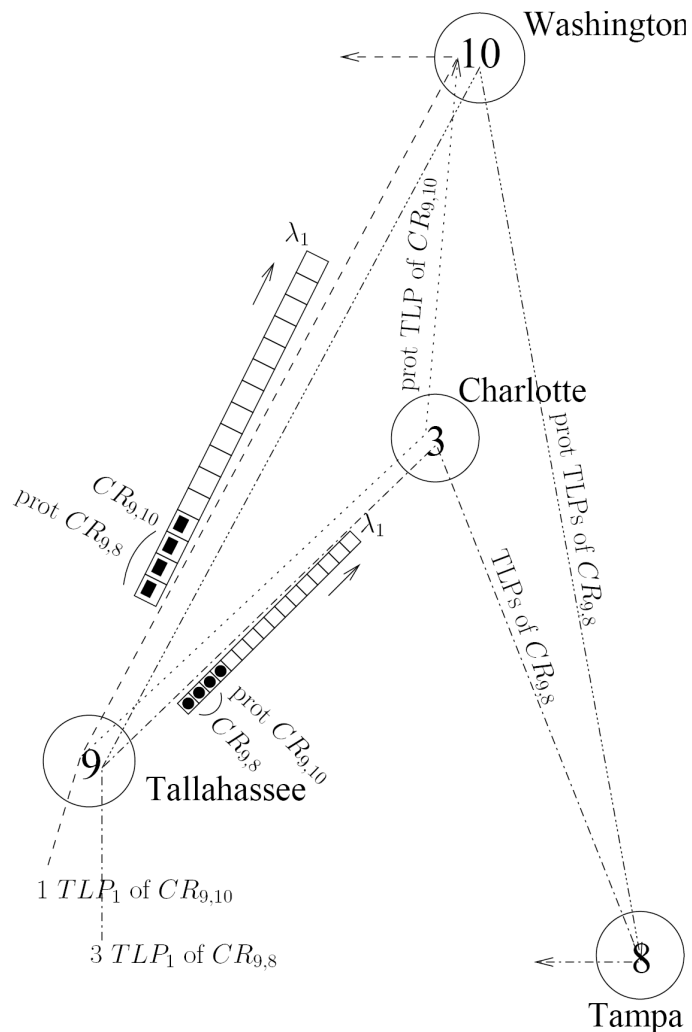 Washington
10
λ1
prot TLP of CR9,10
Charlotte
3
CR9,10
prot CR9,8
λ1
prot TLPs of CR9,8
TLPs of CR9,8
prot CR9,10
CR9,8
9
Tallahassee
1 TLP1 of CR9,10
3 TLP1 of CR9,8
8
Tampa